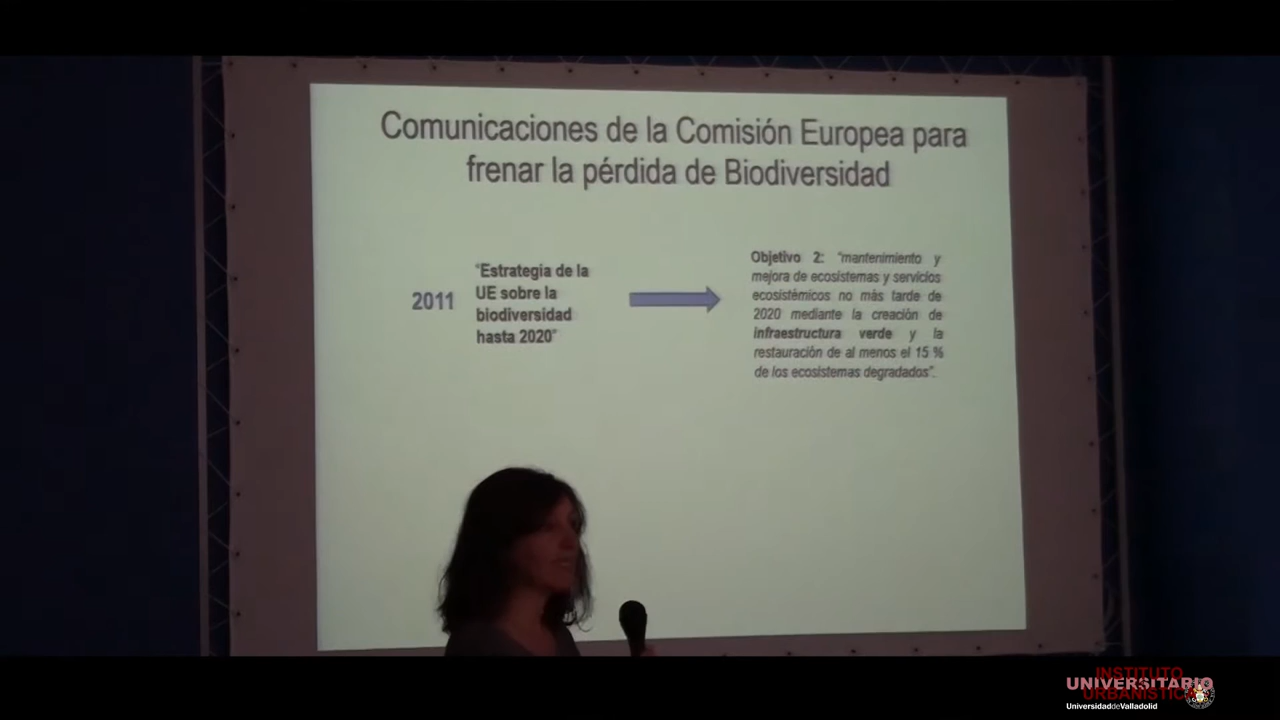 Comunicaciones de la Comisión Europea para
frenar la pérdida de Biodiversidad
2011
"Estrategia de la
UE sobre la
biodiversidad
hasta 2020"
Objetivo 2: "mantenimiento y
mejora de ecosistemas y servicios
ecosistémicos no más tarde de
2020 mediante la creación de
infraestructura verde y la
restauración de al menos el 15 %
de los ecosistemas degradados".
INSTITUTO
UNIVERSITARIO
URBANÍSTICA
UniversidaddeValladolid